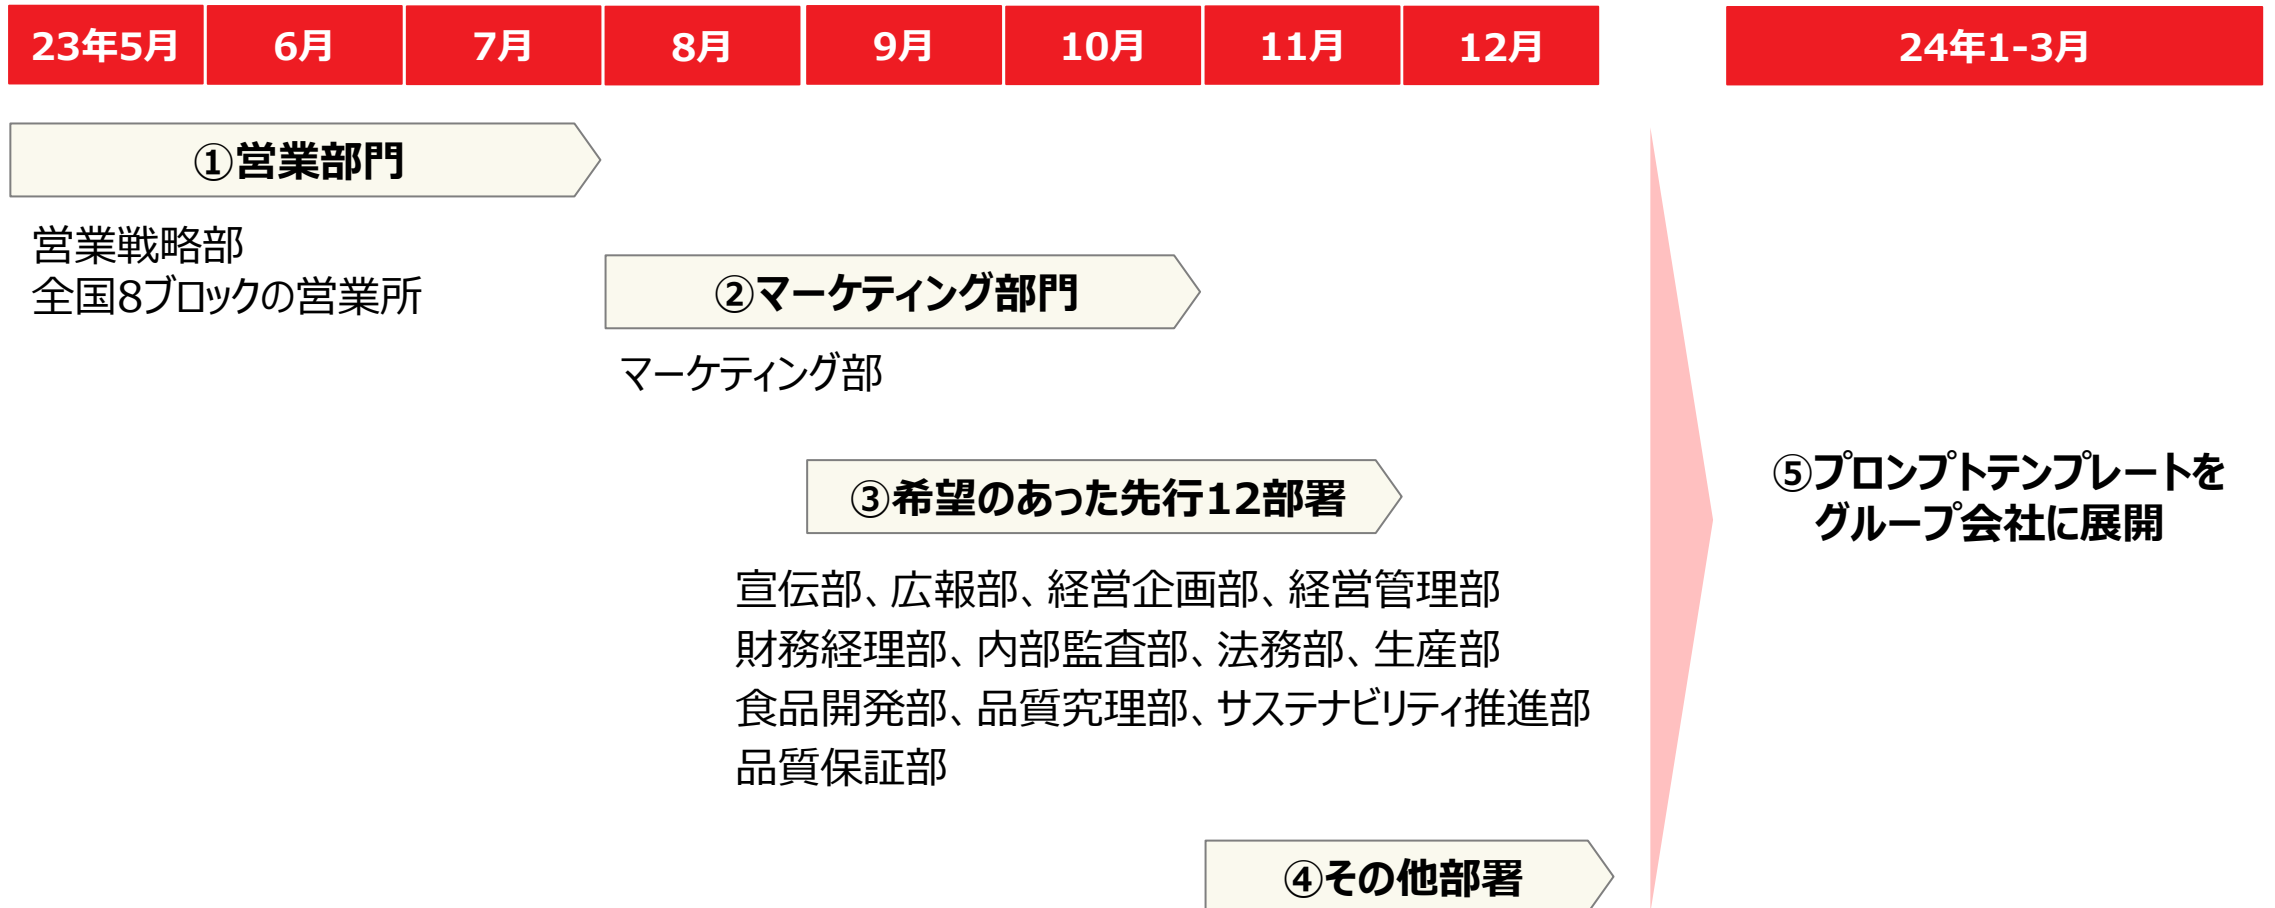 23年5月 6月 7月 8月 9月 10月 11月 12月 24年1-3月
①営業部門
営業戦略部
全国8ブロックの営業所
②マーケティング部門
マーケティング部
③希望のあった先行12部署
宣伝部、広報部、経営企画部、経営管理部
財務経理部、内部監査部、法務部、生産部
食品開発部、品質究理部、サステナビリティ推進部
品質保証部
④その他部署
⑤プロンプトテンプレートを
グループ会社に展開